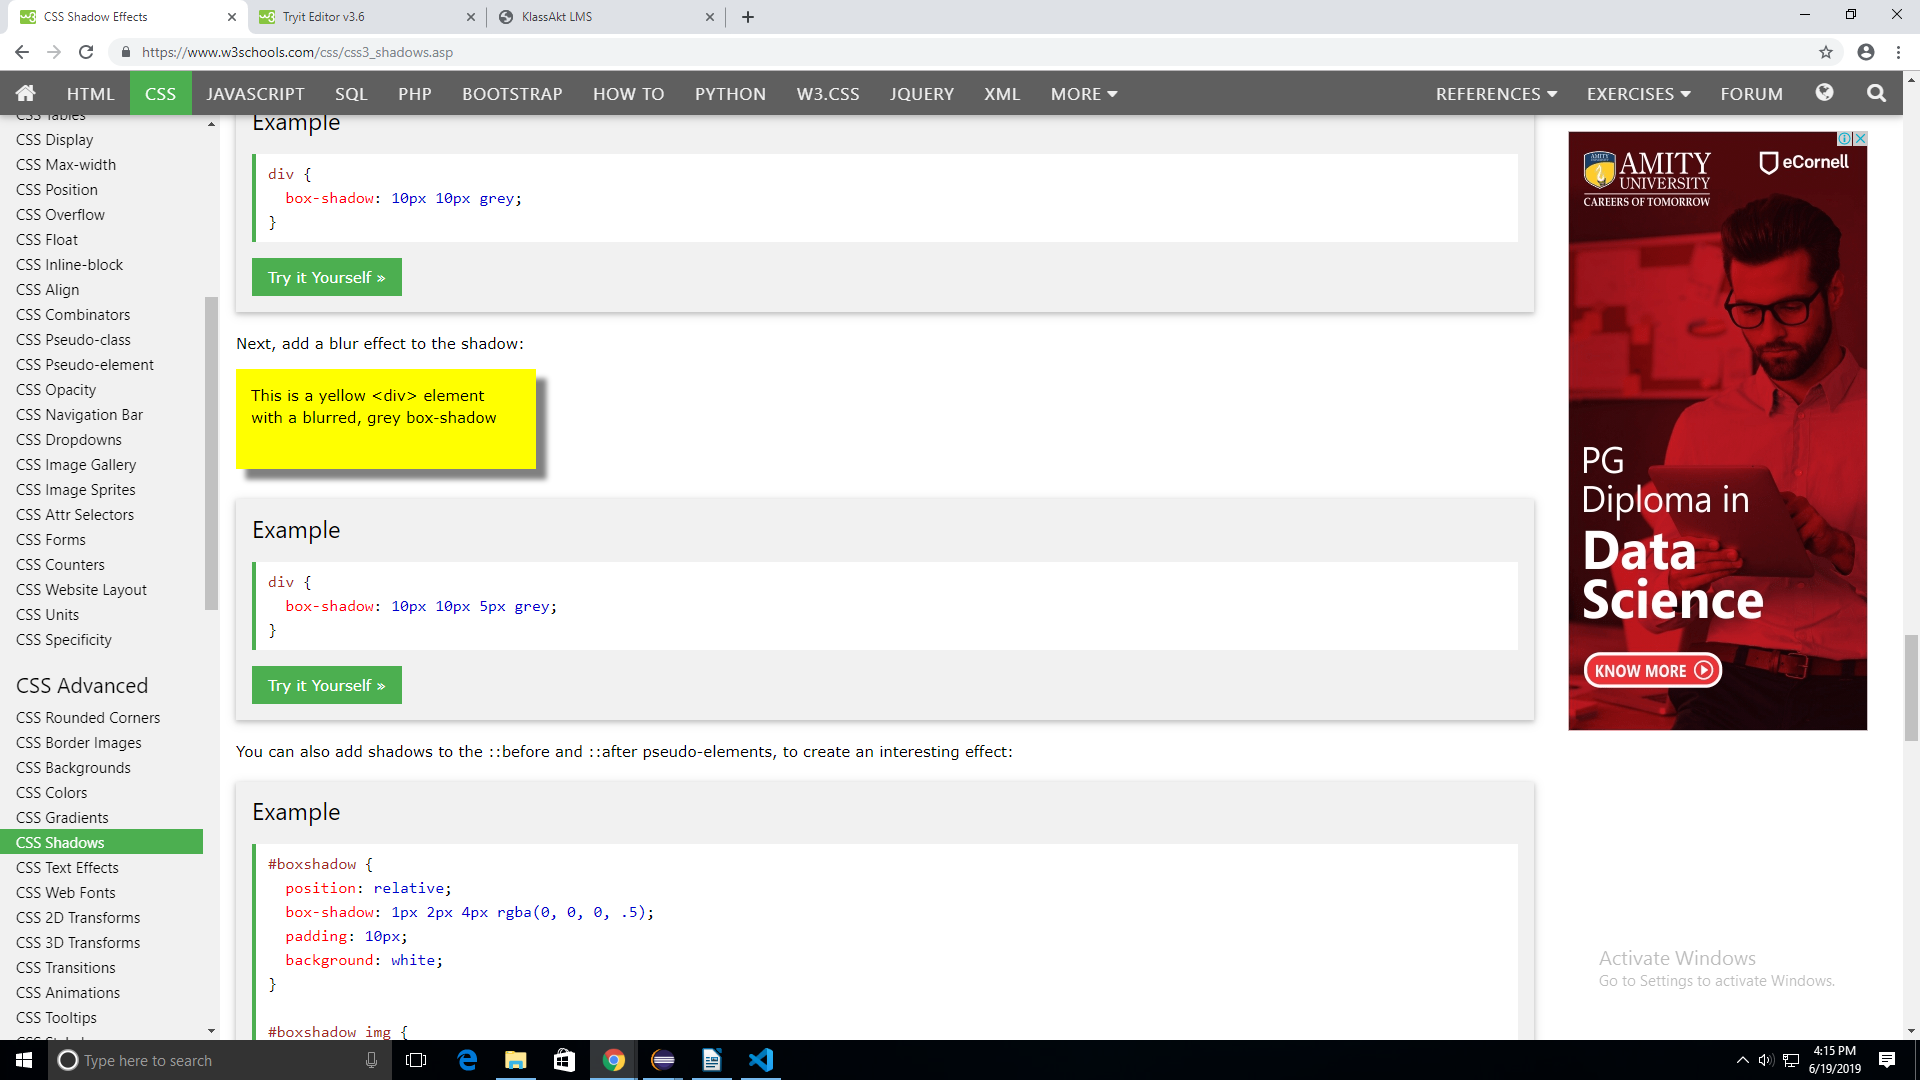 CSS Shadow Effects
Tryit Editor v3.6
KlassAkt LMS
https://www.w3schools.com/css/css3_shadows.asp
HTML
CSS
JAVASCRIPT
SQL
PHP
BOOTSTRAP
HOW TO
PYTHON
W3.CSS
JQUERY
XML
MORE
REFERENCES
EXERCISES
FORUM
CSS Tables
CSS Display
CSS Max-width
CSS Position
CSS Overflow
CSS Float
CSS Inline-block
CSS Align
CSS Combinators
CSS Pseudo-class
CSS Pseudo-element
CSS Opacity
CSS Navigation Bar
CSS Dropdowns
CSS Image Gallery
CSS Image Sprites
CSS Attr Selectors
CSS Forms
CSS Counters
CSS Website Layout
CSS Units
CSS Specificity
CSS Advanced
CSS Rounded Corners
CSS Border Images
CSS Backgrounds
CSS Colors
CSS Gradients
CSS Shadows
CSS Text Effects
CSS Web Fonts
CSS 2D Transforms
CSS 3D Transforms
CSS Transitions
CSS Animations
CSS Tooltips
Example
div {
box-shadow: 10px 10px grey;
}
Try it Yourself »
Next, add a blur effect to the shadow:
This is a yellow <div> element
with a blurred, grey box-shadow
Example
div {
box-shadow: 10px 10px 5px grey;
}
Try it Yourself »
You can also add shadows to the ::before and ::after pseudo-elements, to create an interesting effect:
Example
#boxshadow {
position: relative;
box-shadow: 1px 2px 4px rgba(0, 0, 0, .5);
padding: 10px;
background: white;
}
#boxshadow img {
AMITY
UNIVERSITY
CAREERS OF TOMORROW
eCornell
PG
Diploma in
Data
Science
KNOW MORE
Activate Windows
Go to Settings to activate Windows.
Type here to search
4:15 PM
6/19/2019